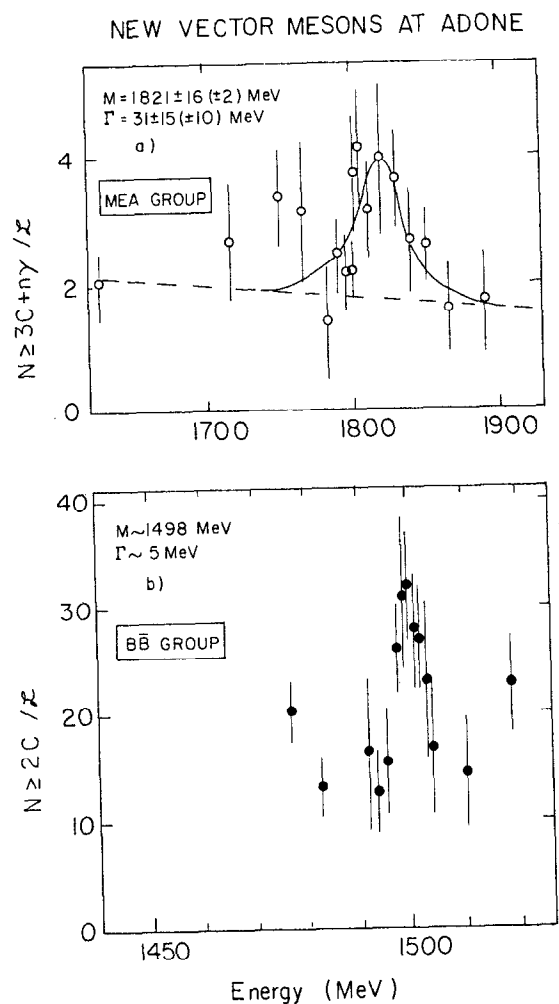 NEW VECTOR MESONS AT ADONE
M=1821±16(±2) MeV
Γ = 31±15(±10) MeV
a)
MEA GROUP
4
2
0
N≥3C+nγ/ℒ
1700
1800
1900
M~1498 MeV
Γ~5 MeV
b)
BB̄ GROUP
40
30
20
10
0
N≥2C/ℒ
1450
1500
Energy (MeV)